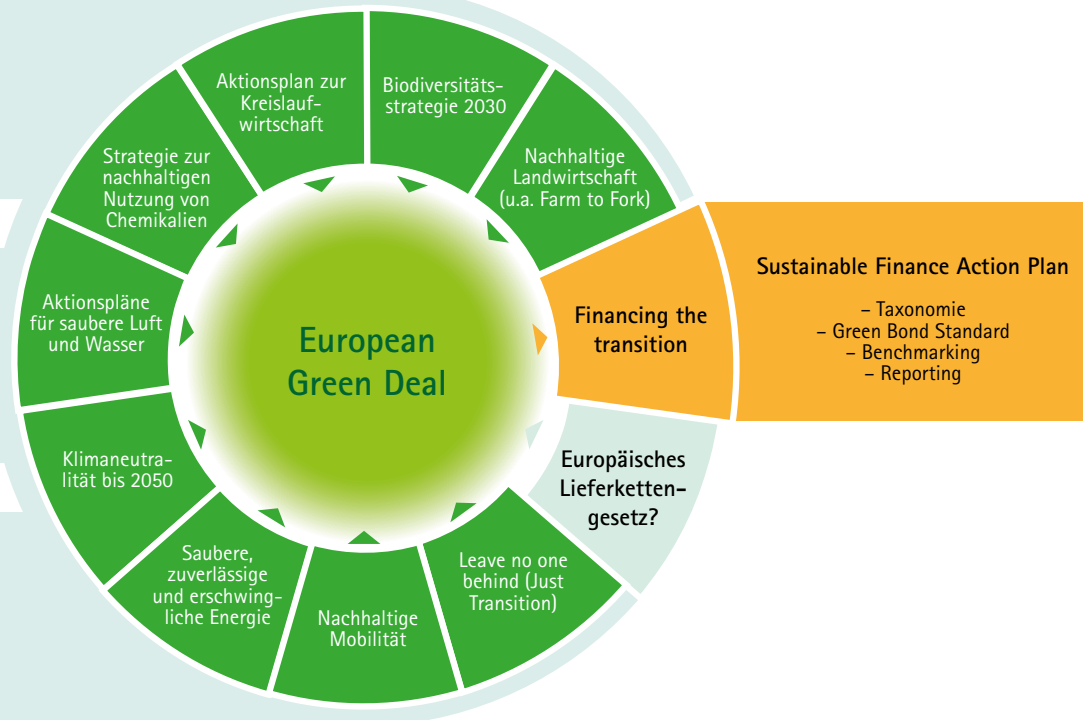 European
Green Deal
Aktionsplan zur
Kreislauf-
wirtschaft
Biodiversitäts-
strategie 2030
Nachhaltige
Landwirtschaft
(u.a. Farm to Fork)
Financing the
transition
Sustainable Finance Action Plan
– Taxonomie
– Green Bond Standard
– Benchmarking
– Reporting
Europäisches
Lieferketten-
gesetz?
Leave no one
behind (Just
Transition)
Nachhaltige
Mobilität
Saubere,
zuverlässige
und erschwing-
liche Energie
Klimaneutra-
lität bis 2050
Aktionspläne
für saubere Luft
und Wasser
Strategie zur
nachhaltigen
Nutzung von
Chemikalien